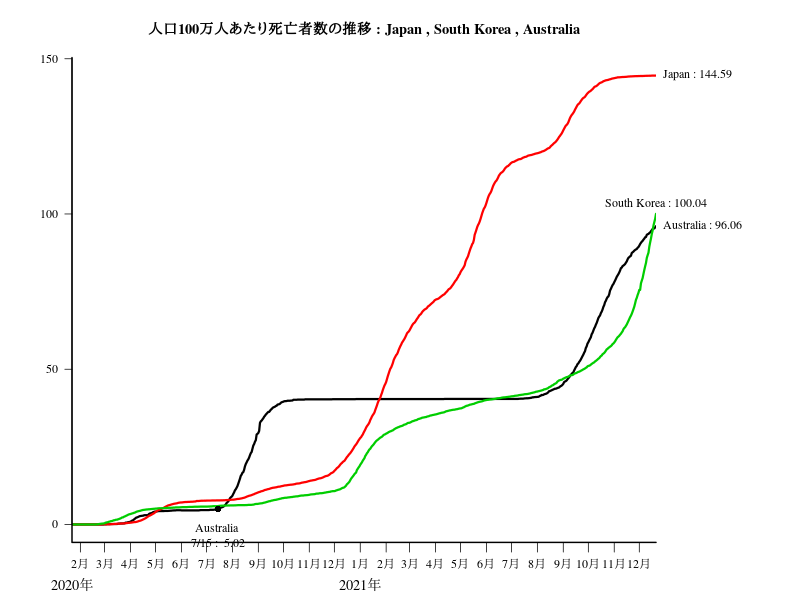 人口100万人あたり死亡者数の推移 : Japan , South Korea , Australia
150
Japan : 144.59
100
South Korea : 100.04
Australia : 96.06
50
0
Australia
7/15 : 5.02
2月 3月 4月 5月 6月 7月 8月 9月 10月 11月 12月 1月 2月 3月 4月 5月 6月 7月 8月 9月 10月 11月 12月
2020年 2021年